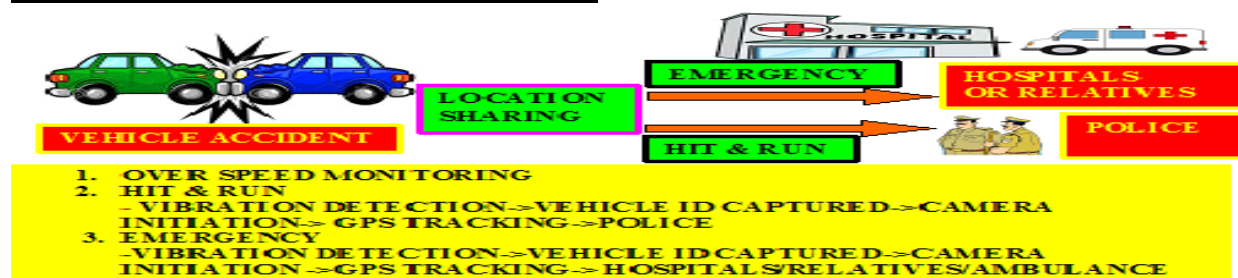 HOSPITAL
EMERGENCY
HOSPITALS
OR RELATIVES
LOCATION
SHARING
VEHICLE ACCIDENT
POLICE
HIT & RUN
1. OVER SPEED MONITORING
2. HIT & RUN
- VIBRATION DETECTION->VEHICLE ID CAPTURED->CAMERA
INITIATION-> GPS TRACKING->POLICE
3. EMERGENCY
-VIBRATION DETECTION->VEHICLE ID CAPTURED->CAMERA
INITIATION->GPS TRACKING-> HOSPITALS/RELATIVES/AMBULANCE